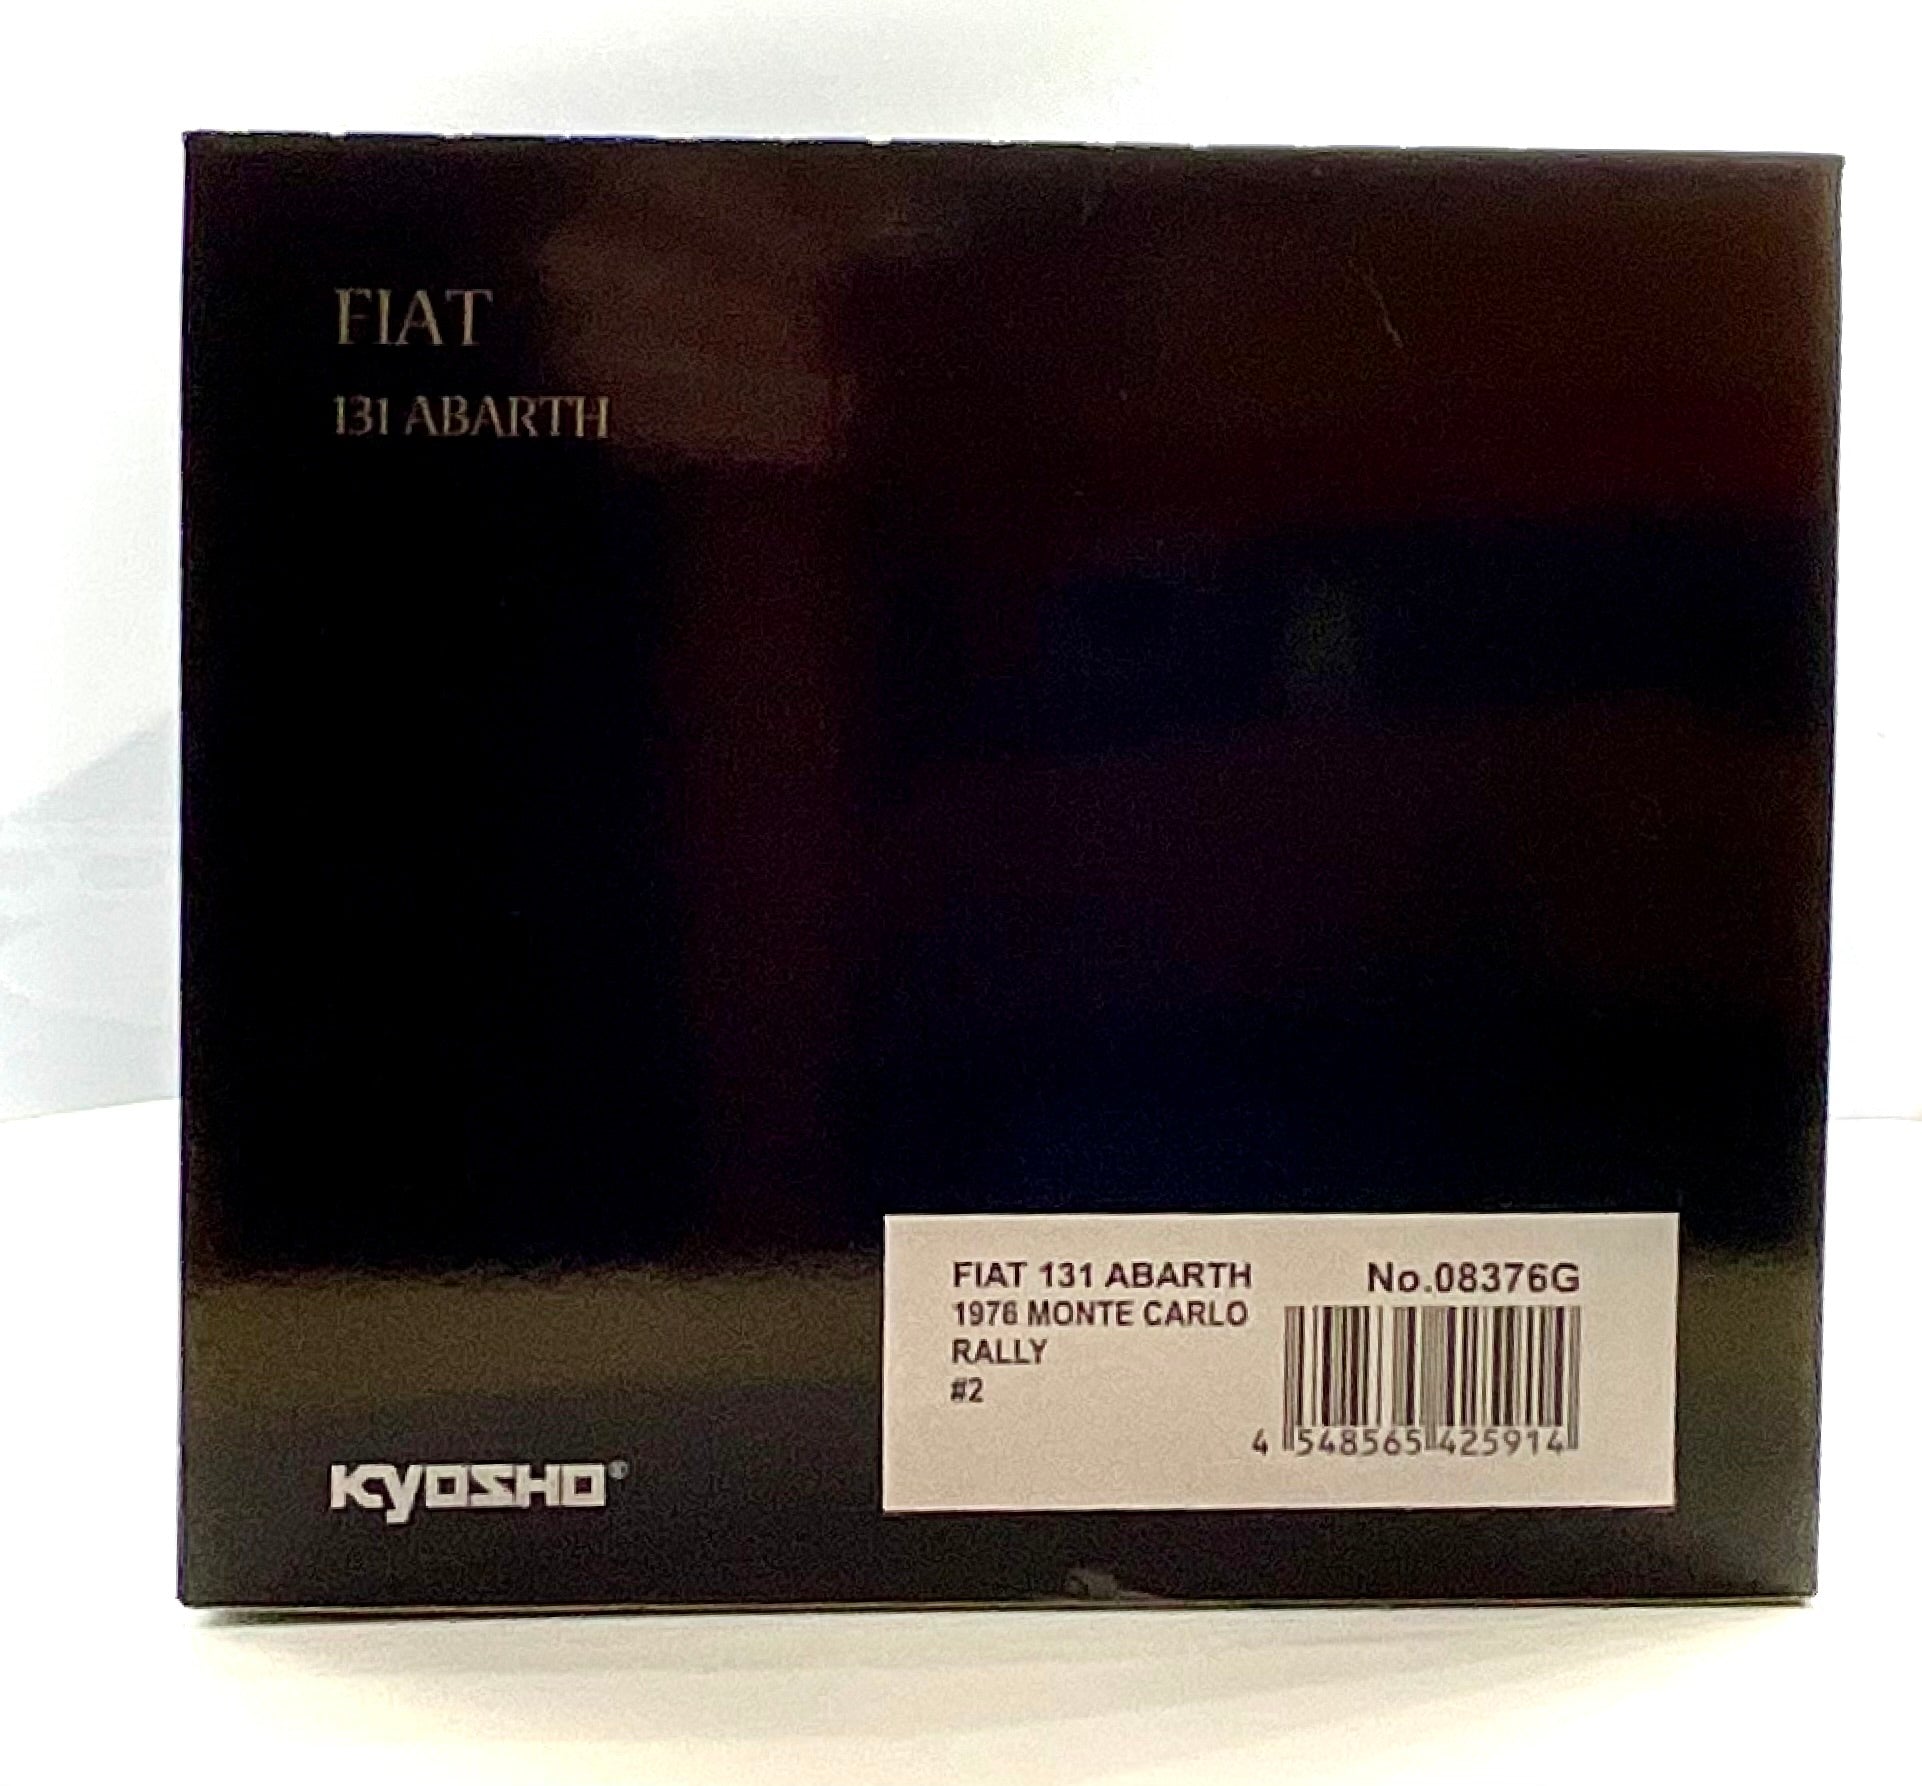 FIAT
131 ABARTH
FIAT 131 ABARTH
No.08376G
1976 MONTE CARLO
RALLY
#2
4 548565 425914
KYOSHO®